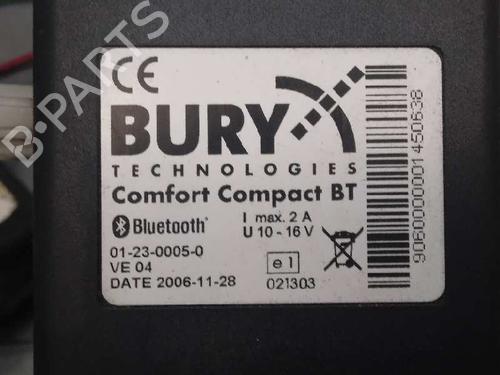 CE
BURY
TECHNOLOGIES
Comfort Compact BT
Bluetooth®
I max. 2 A
U 10 - 16 V
01-23-0005-0
VE 04
DATE 2006-11-28
e1
021303
9060000001450638
B-PARTS